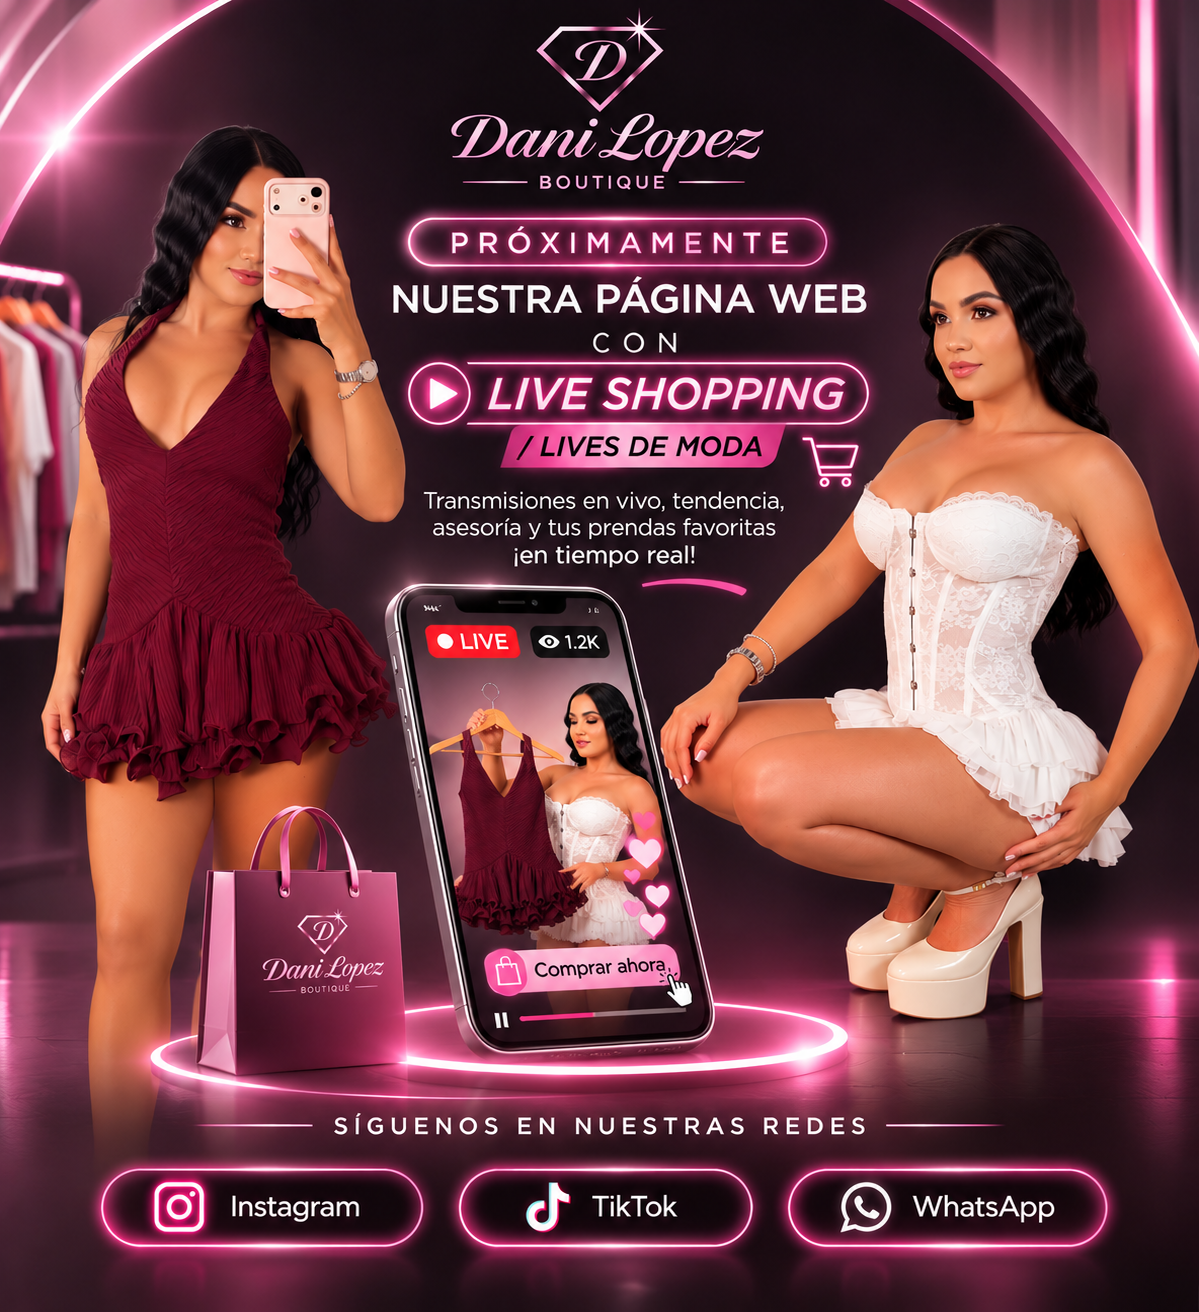 D
Dani Lopez
BOUTIQUE
PRÓXIMAMENTE
NUESTRA PÁGINA WEB
CON
LIVE SHOPPING
/ LIVES DE MODA
Transmisiones en vivo, tendencia,
asesoría y tus prendas favoritas
¡en tiempo real!
LIVE
1.2K
Comprar ahora
D
Dani Lopez
BOUTIQUE
SÍGUENOS EN NUESTRAS REDES
Instagram
TikTok
WhatsApp